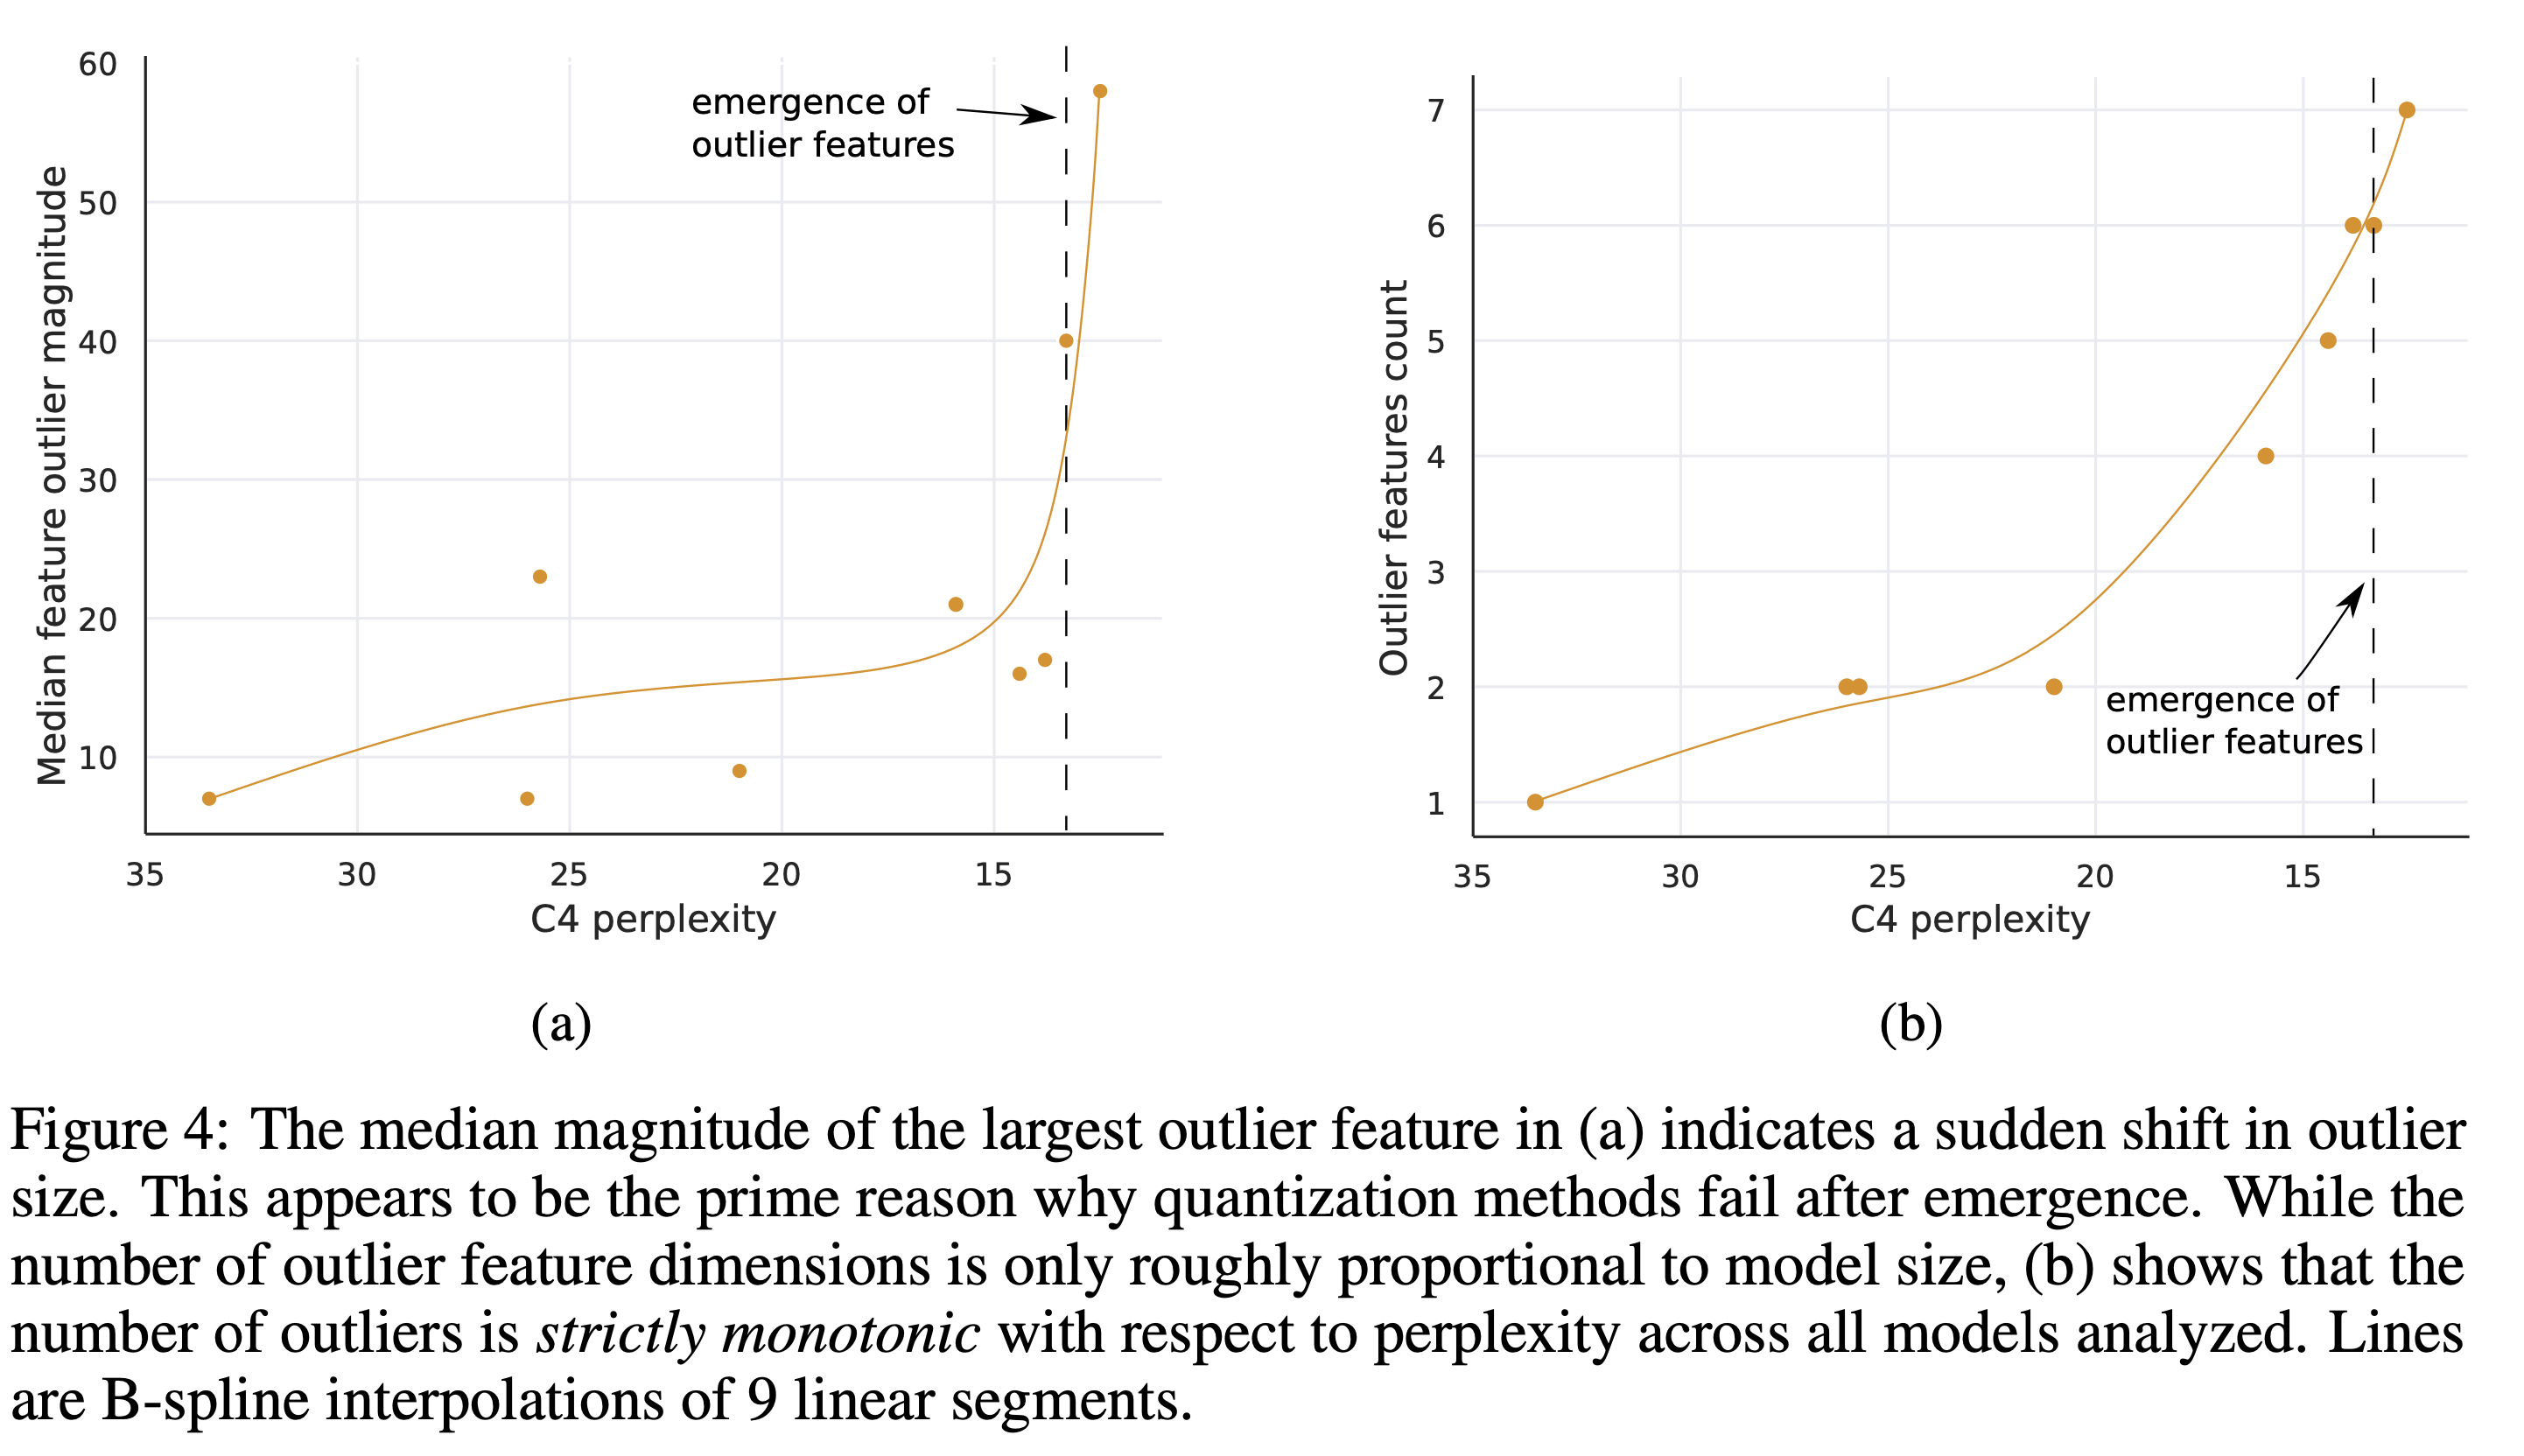 60
50
40
30
20
10
Median feature outlier magnitude
emergence of
outlier features
35 30 25 20 15
C4 perplexity
(a)
7
6
5
4
3
2
1
Outlier features count
emergence of
outlier features
35 30 25 20 15
C4 perplexity
(b)
Figure 4: The median magnitude of the largest outlier feature in (a) indicates a sudden shift in outlier
size. This appears to be the prime reason why quantization methods fail after emergence. While the
number of outlier feature dimensions is only roughly proportional to model size, (b) shows that the
number of outliers is strictly monotonic with respect to perplexity across all models analyzed. Lines
are B-spline interpolations of 9 linear segments.